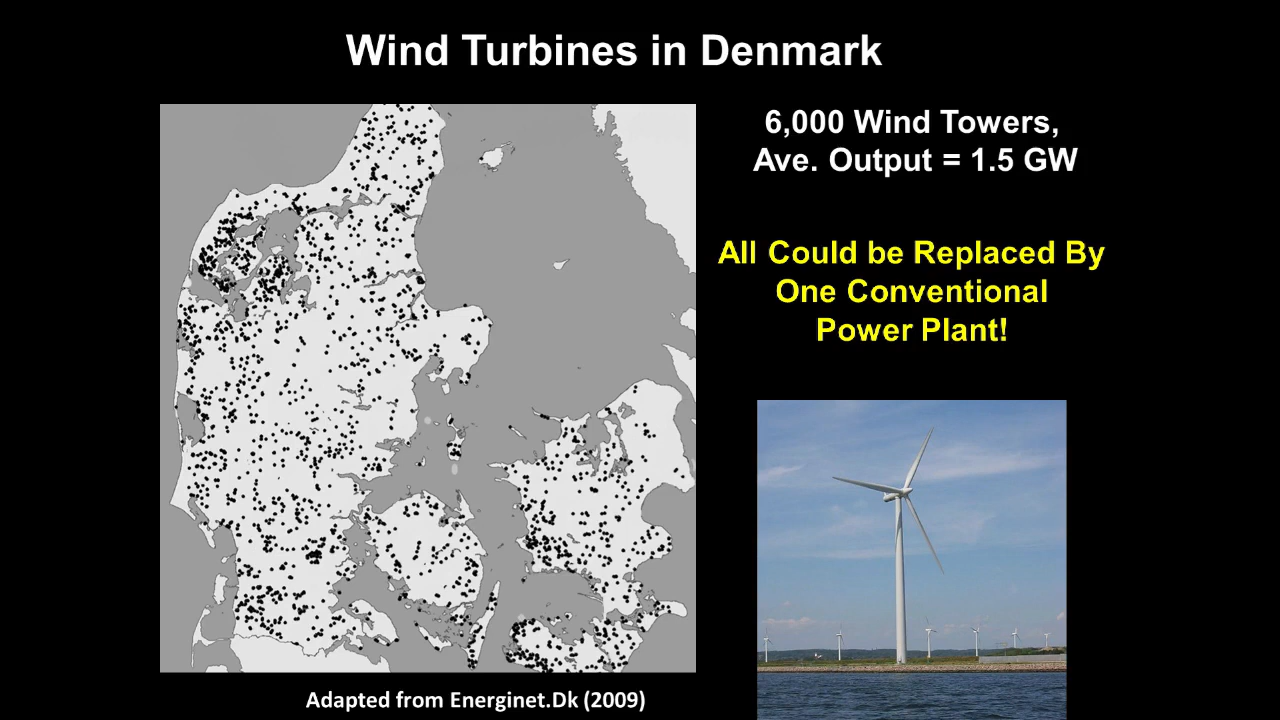 Wind Turbines in Denmark
6,000 Wind Towers,
Ave. Output = 1.5 GW
All Could be Replaced By
One Conventional
Power Plant!
Adapted from Energinet.Dk (2009)